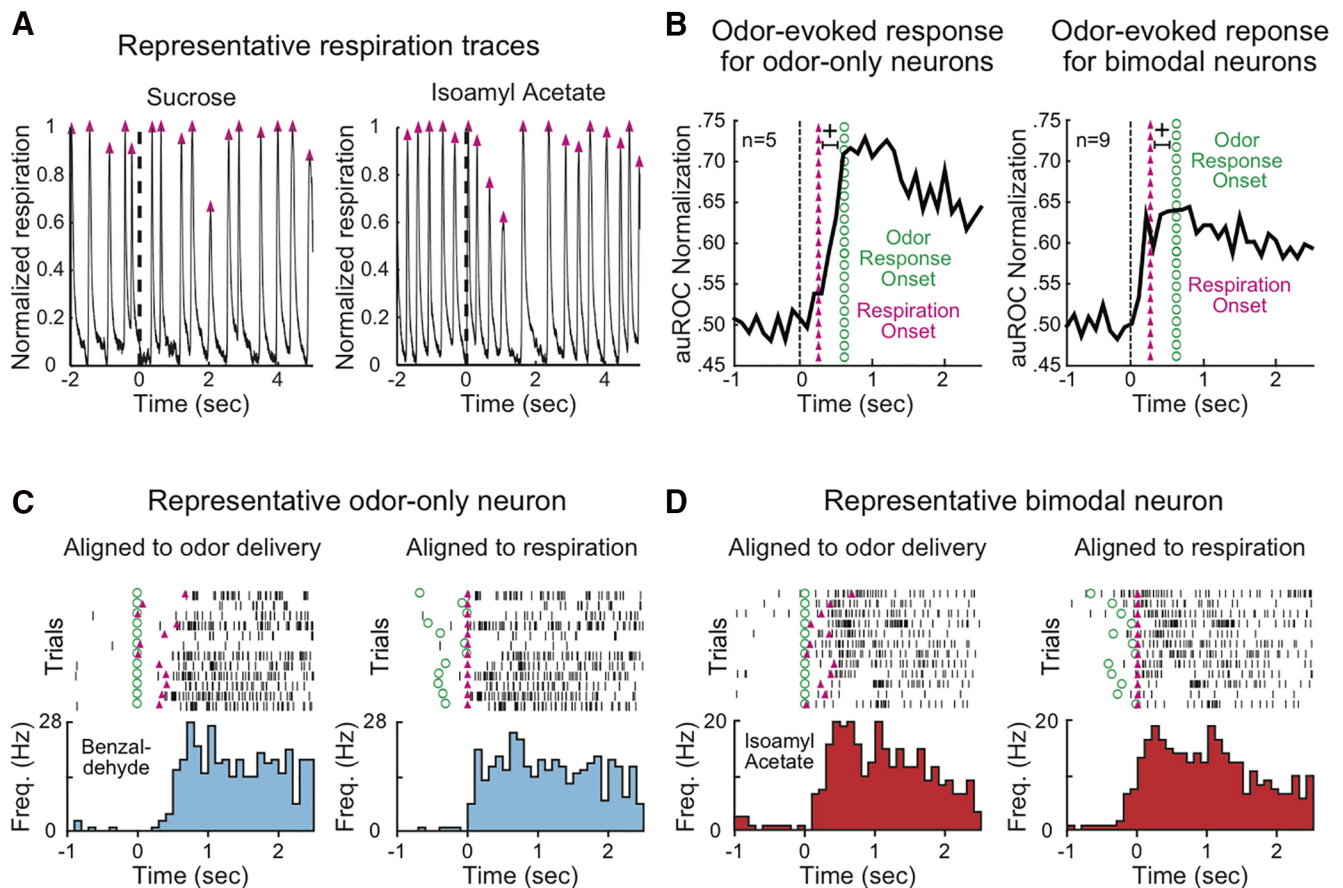 A
Representative respiration traces
Sucrose
Normalized respiration
1
0.8
0.6
0.4
0.2
0
-2
0
2
4
Time (sec)
Isoamyl Acetate
Normalized respiration
1
0.8
0.6
0.4
0.2
0
-2
0
2
4
Time (sec)
B
Odor-evoked response
for odor-only neurons
auROC Normalization
.75
.70
.65
.60
.55
.50
.45
n=5
Odor
Response
Onset
Respiration
Onset
-1
0
1
2
Time (sec)
Odor-evoked reponse
for bimodal neurons
auROC Normalization
.75
.70
.65
.60
.55
.50
.45
n=9
Odor
Response
Onset
Respiration
Onset
-1
0
1
2
Time (sec)
C
Representative odor-only neuron
Aligned to odor delivery
Trials
Freq. (Hz)
28
0
Benzal-
dehyde
-1
0
1
2
Time (sec)
Aligned to respiration
Trials
Freq. (Hz)
28
0
-1
0
1
2
Time (sec)
D
Representative bimodal neuron
Aligned to odor delivery
Trials
Freq. (Hz)
20
0
Isoamyl
Acetate
-1
0
1
2
Time (sec)
Aligned to respiration
Trials
Freq. (Hz)
20
0
-1
0
1
2
Time (sec)